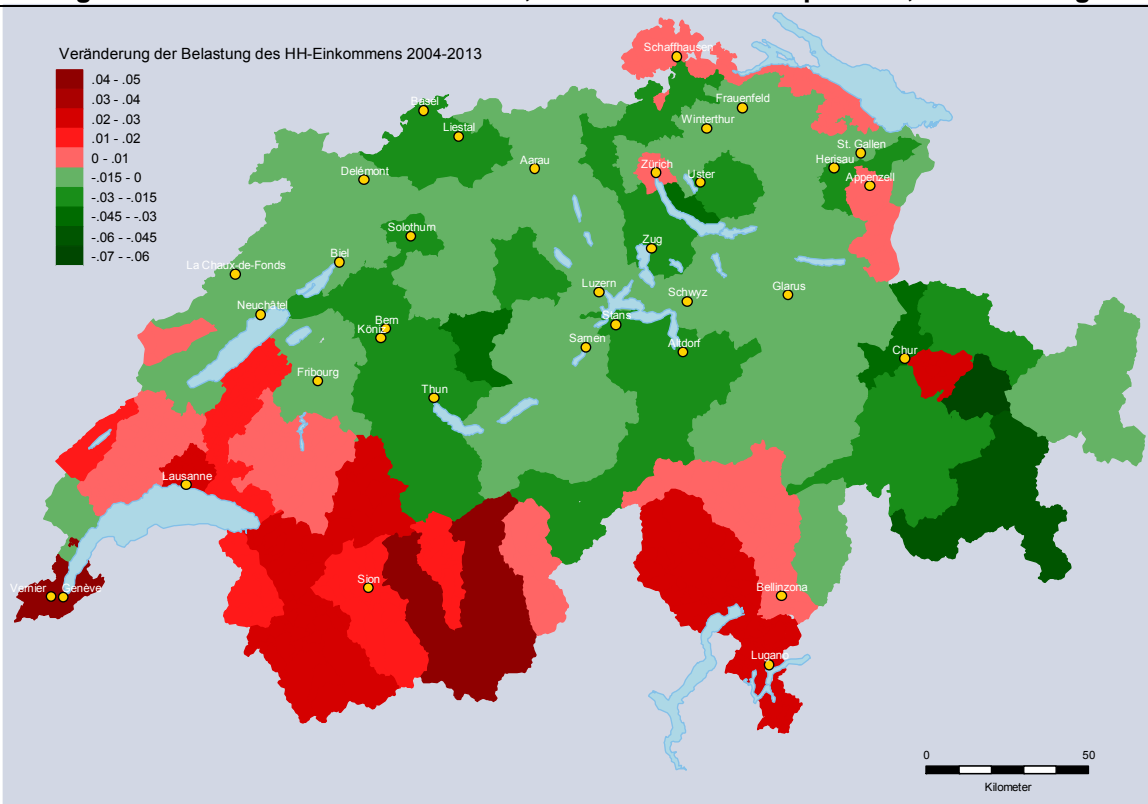 Veränderung der Belastung des HH-Einkommens 2004-2013
.04 - .05
.03 - .04
.02 - .03
.01 - .02
0 - .01
-.015 - 0
-.03 - -.015
-.045 - -.03
-.06 - -.045
-.07 - -.06
Schaffhausen
Basel
Frauenfeld
Liestal
Winterthur
St. Gallen
Delémont
Aarau
Zürich
Uster
Herisau
Appenzell
Solothurn
Biel
Zug
La Chaux-de-Fonds
Luzern
Schwyz
Glarus
Neuchâtel
Bern
Köniz
Stans
Sarnen
Altdorf
Chur
Fribourg
Thun
Lausanne
Sion
Vernier
Genève
Bellinzona
Lugano
0
50
Kilometer